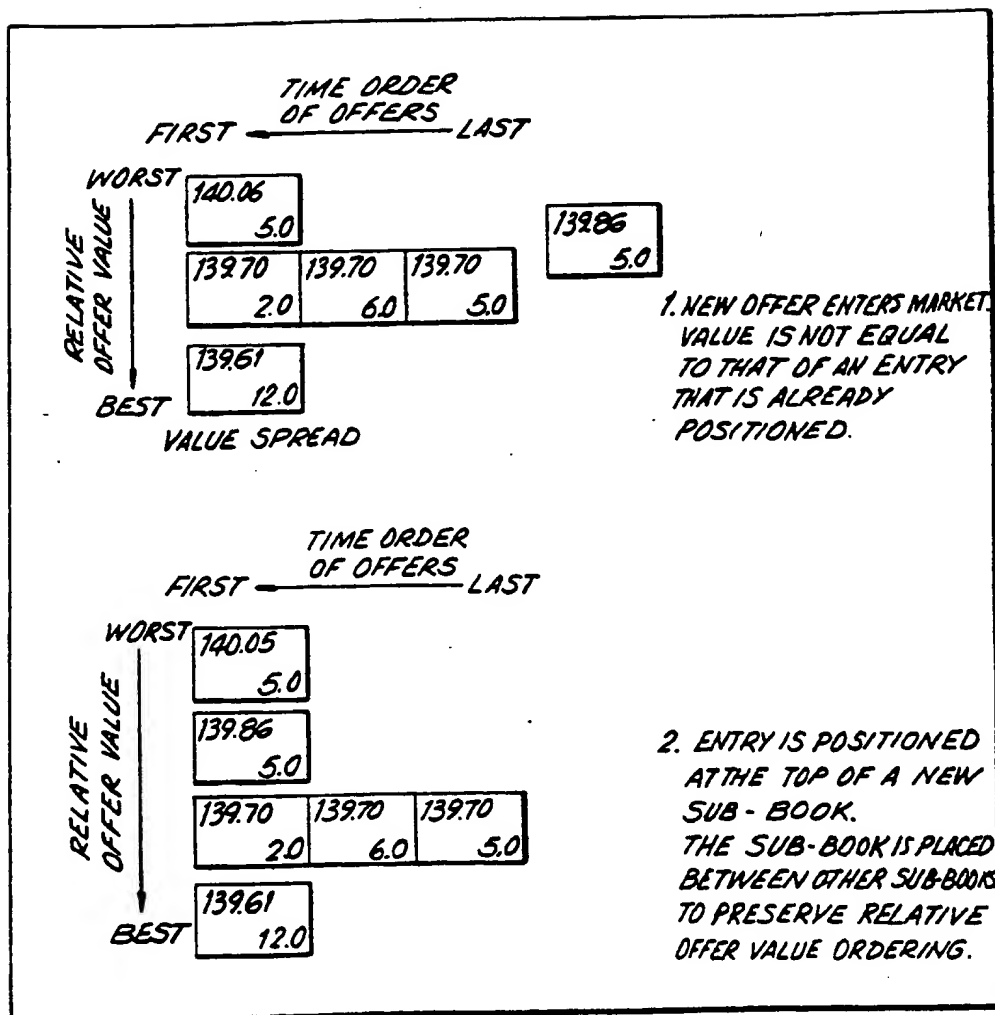 TIME ORDER
OF OFFERS
FIRST LAST
WORST
RELATIVE
OFFER VALUE
BEST
140.06
5.0
139.70 139.70 139.70
2.0 6.0 5.0
139.61
12.0
VALUE SPREAD
139.86
5.0
1. NEW OFFER ENTERS MARKET.
VALUE IS NOT EQUAL
TO THAT OF AN ENTRY
THAT IS ALREADY
POSITIONED.
TIME ORDER
OF OFFERS
FIRST LAST
WORST
RELATIVE
OFFER VALUE
BEST
140.05
5.0
139.86
5.0
139.70 139.70 139.70
2.0 6.0 5.0
139.61
12.0
2. ENTRY IS POSITIONED
AT THE TOP OF A NEW
SUB-BOOK.
THE SUB-BOOK IS PLACED
BETWEEN OTHER SUB-BOOKS
TO PRESERVE RELATIVE
OFFER VALUE ORDERING.